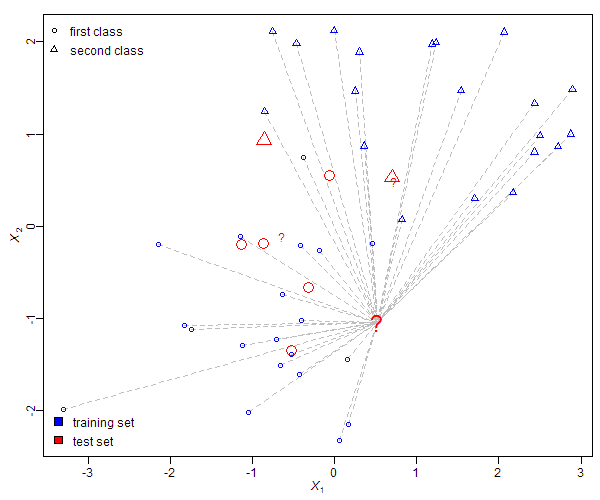 first class
second class
2
1
0
-1
-2
X2
?
?
?
training set
test set
-3 -2 -1 0 1 2 3
X1